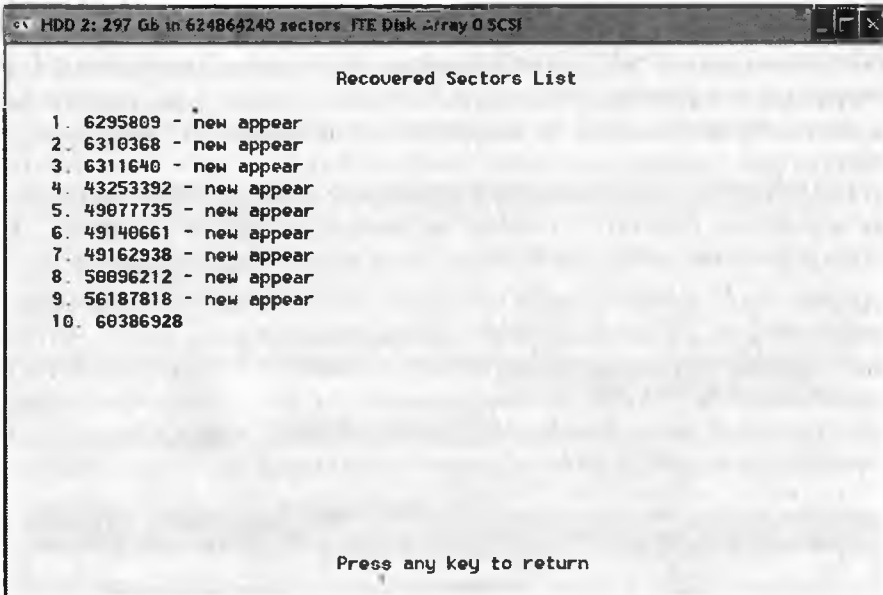 HDD 2: 297 Gb in 624864240 sectors ITE Disk Array 0 SCSI
Recovered Sectors List
1. 6295809 - new appear
2. 6310368 - new appear
3. 6311640 - new appear
4. 43253392 - new appear
5. 49077735 - new appear
6. 49140661 - new appear
7. 49162938 - new appear
8. 50096212 - new appear
9. 56187818 - new appear
10. 60386928
Press any key to return